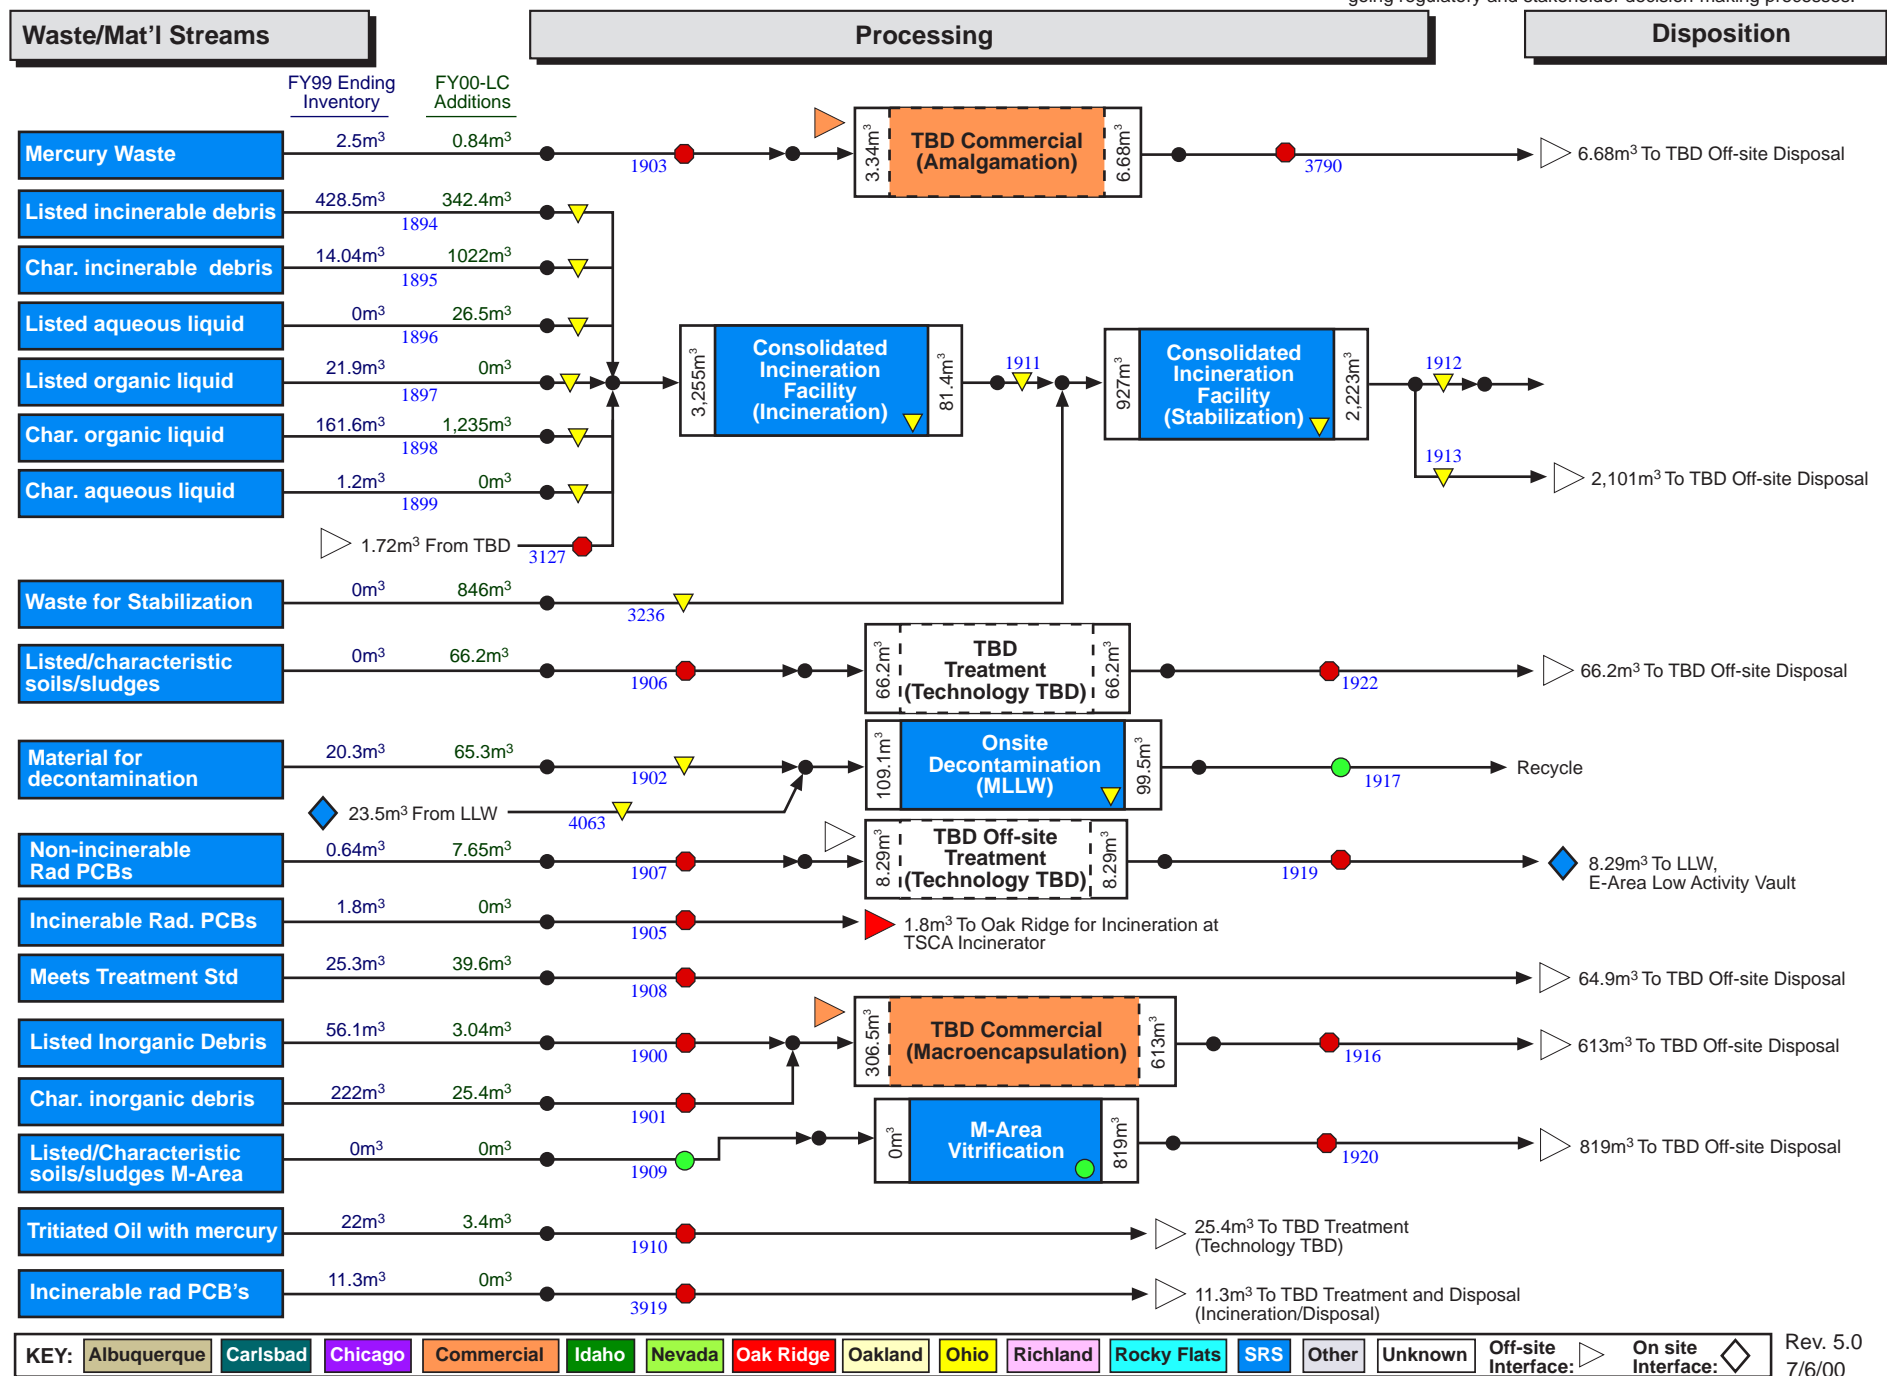 going regulatory and stakeholder decision making processes.
Waste/Mat'l Streams
Processing
Disposition
FY99 Ending
Inventory
FY00-LC
Additions
Mercury Waste
2.5m³
0.84m³
1903
3.34m³
TBD Commercial
(Amalgamation)
6.68m³
3790
6.68m³ To TBD Off-site Disposal
Listed incinerable debris
428.5m³
342.4m³
1894
Char. incinerable debris
14.04m³
1022m³
1895
Listed aqueous liquid
0m³
26.5m³
1896
Listed organic liquid
21.9m³
0m³
1897
Char. organic liquid
161.6m³
1,235m³
1898
Char. aqueous liquid
1.2m³
0m³
1899
1.72m³ From TBD
3127
3,255m³
Consolidated
Incineration
Facility
(Incineration)
81.4m³
1911
927m³
Consolidated
Incineration
Facility
(Stabilization)
2,223m³
1912
1913
2,101m³ To TBD Off-site Disposal
Waste for Stabilization
0m³
846m³
3236
Listed/characteristic
soils/sludges
0m³
66.2m³
1906
66.2m³
TBD
Treatment
(Technology TBD)
66.2m³
1922
66.2m³ To TBD Off-site Disposal
Material for
decontamination
20.3m³
65.3m³
1902
23.5m³ From LLW
4063
109.1m³
Onsite
Decontamination
(MLLW)
99.5m³
1917
Recycle
Non-incinerable
Rad PCBs
0.64m³
7.65m³
1907
8.29m³
TBD Off-site
Treatment
(Technology TBD)
8.29m³
1919
8.29m³ To LLW,
E-Area Low Activity Vault
Incinerable Rad. PCBs
1.8m³
0m³
1905
1.8m³ To Oak Ridge for Incineration at
TSCA Incinerator
Meets Treatment Std
25.3m³
39.6m³
1908
64.9m³ To TBD Off-site Disposal
Listed Inorganic Debris
56.1m³
3.04m³
1900
306.5m³
TBD Commercial
(Macroencapsulation)
613m³
1916
613m³ To TBD Off-site Disposal
Char. inorganic debris
222m³
25.4m³
1901
Listed/Characteristic
soils/sludges M-Area
0m³
0m³
1909
0m³
M-Area
Vitrification
819m³
1920
819m³ To TBD Off-site Disposal
Tritiated Oil with mercury
22m³
3.4m³
1910
25.4m³ To TBD Treatment
(Technology TBD)
Incinerable rad PCB's
11.3m³
0m³
3919
11.3m³ To TBD Treatment and Disposal
(Incineration/Disposal)
KEY: Albuquerque Carlsbad Chicago Commercial Idaho Nevada Oak Ridge Oakland Ohio Richland Rocky Flats SRS Other Unknown
Off-site
Interface:
On site
Interface:
Rev. 5.0
7/6/00